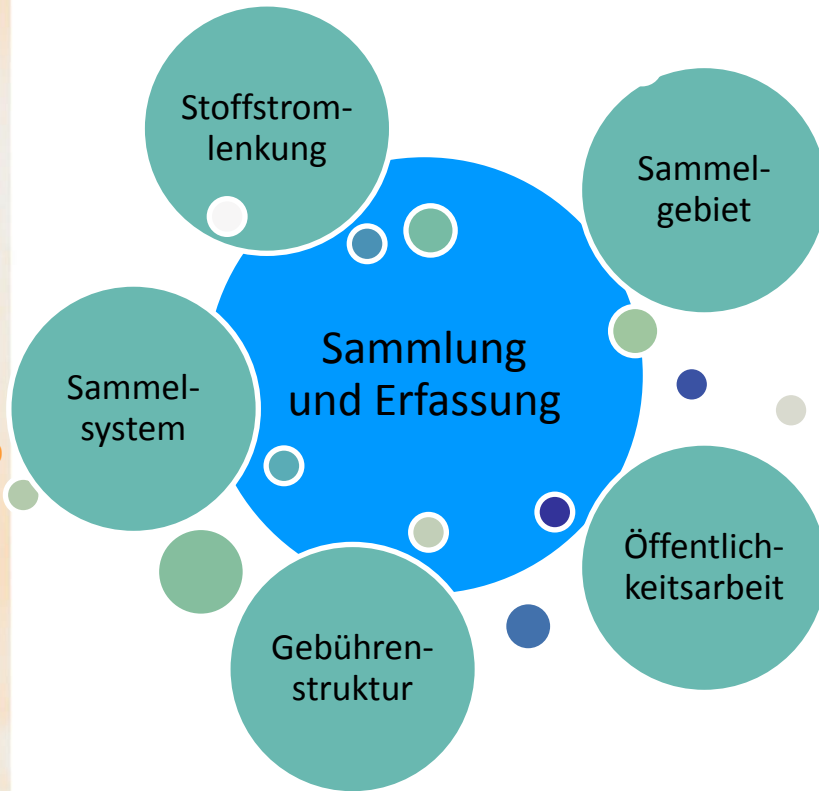 Stoffstrom-
lenkung
Sammel-
gebiet
Sammlung
und Erfassung
Sammel-
system
Öffentlich-
keitsarbeit
Gebühren-
struktur